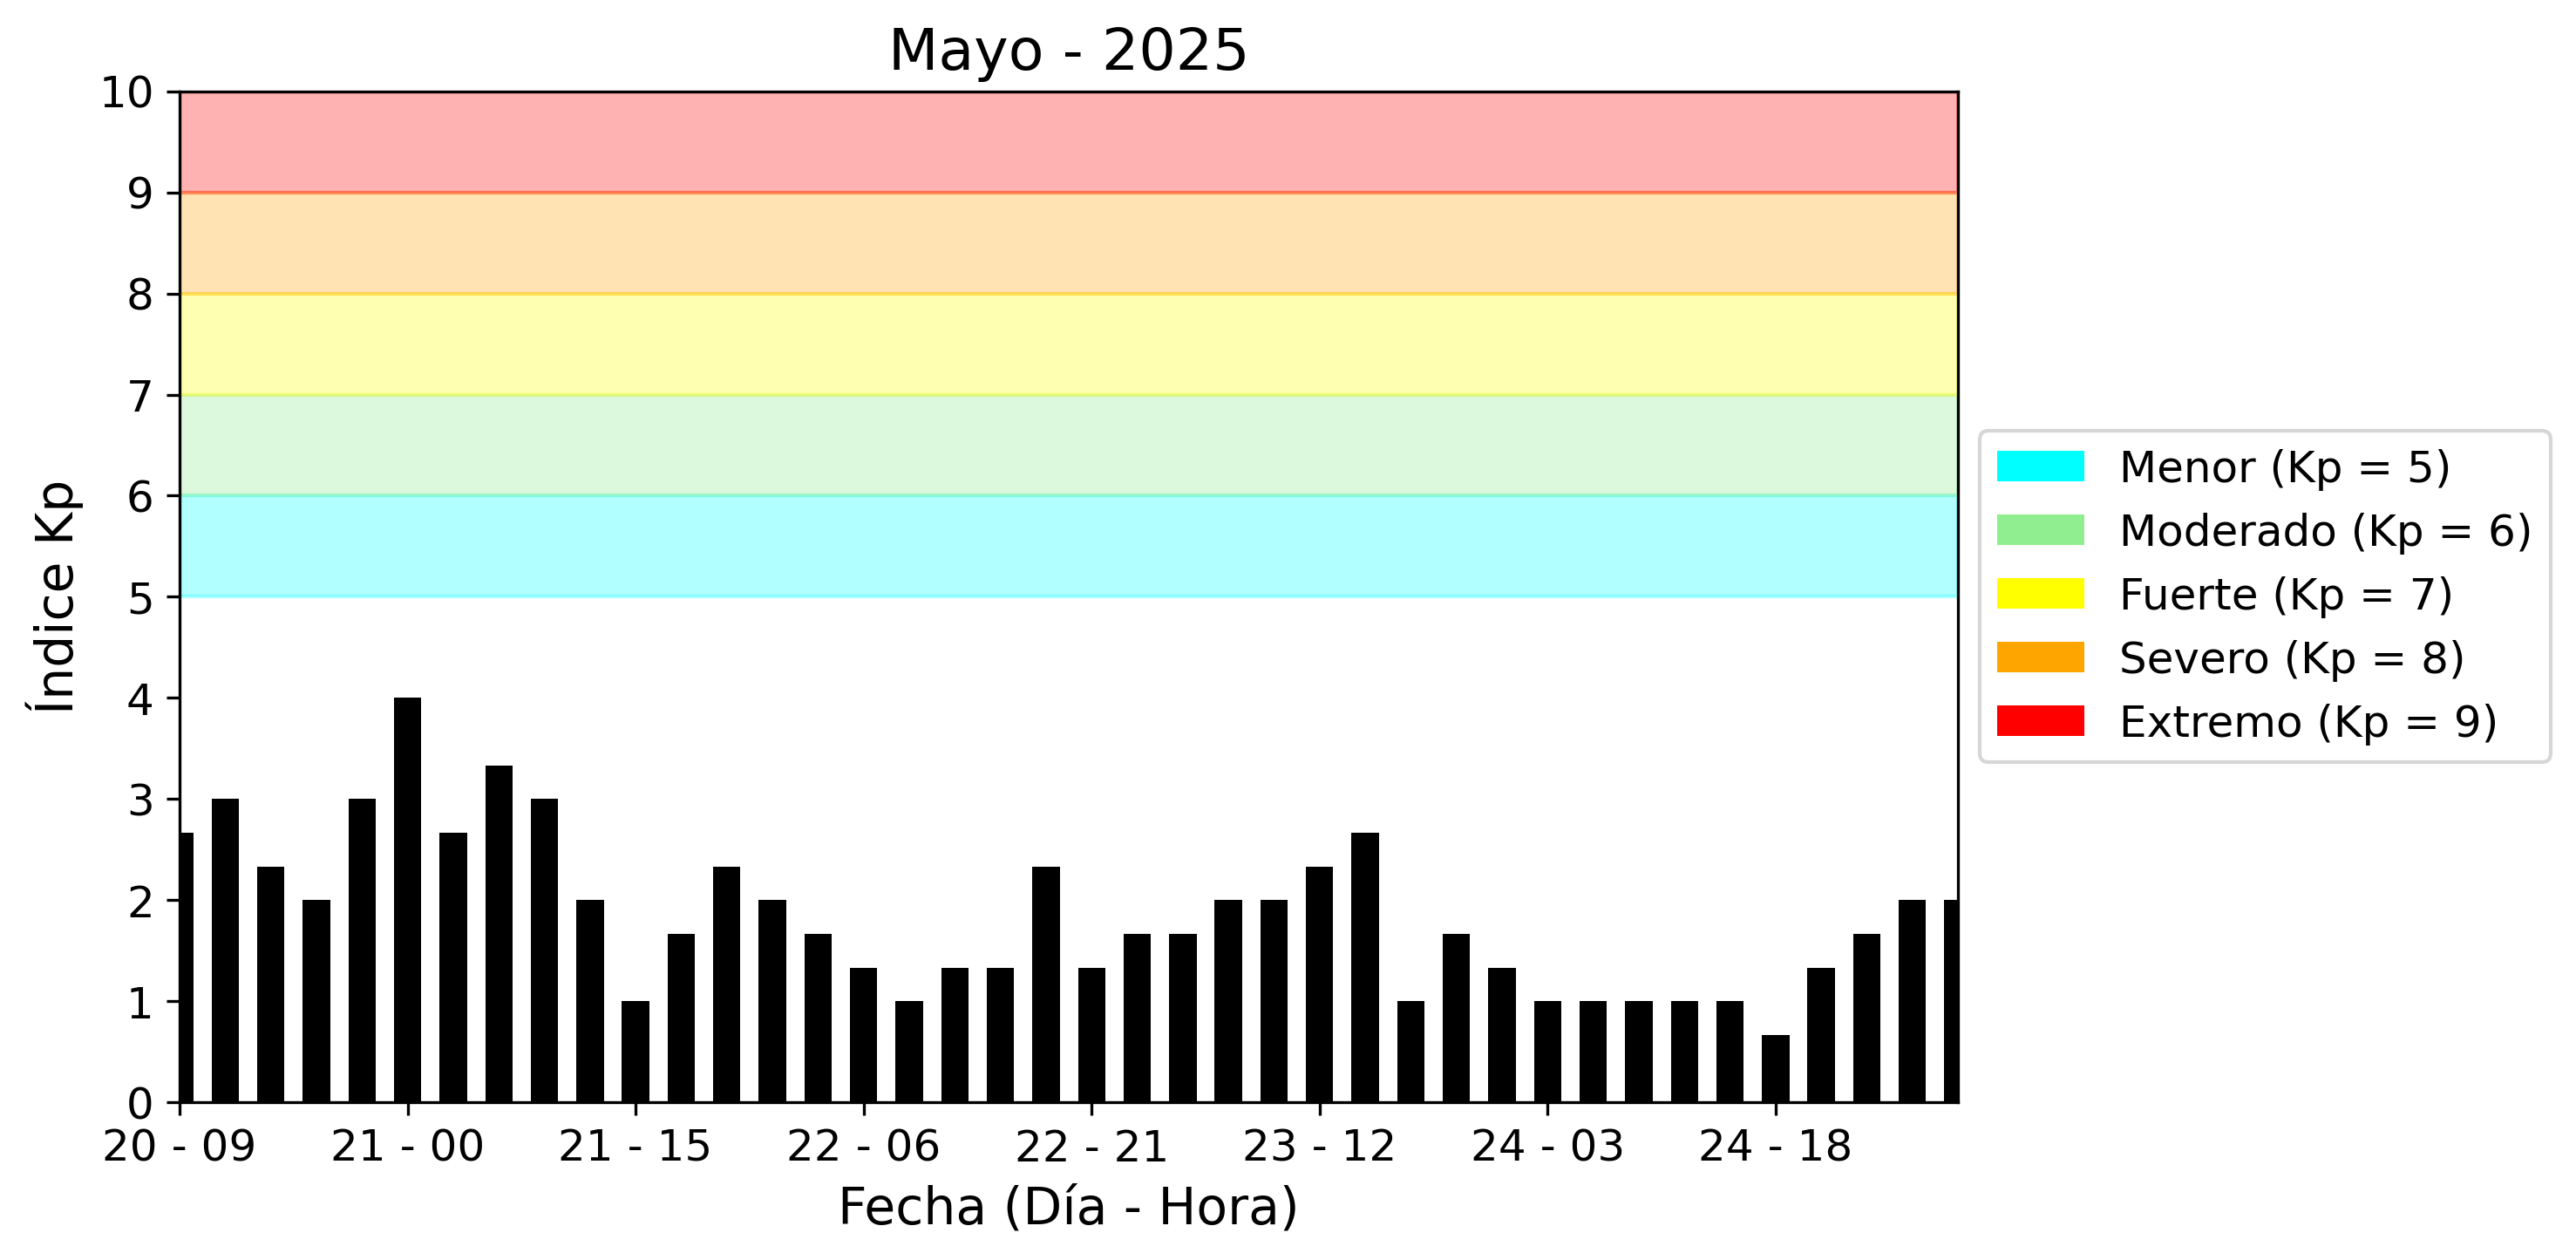 Mayo - 2025
10
9
8
7
6
5
4
3
2
1
0
Índice Kp
20 - 09
21 - 00
21 - 15
22 - 06
22 - 21
23 - 12
24 - 03
24 - 18
Fecha (Día - Hora)
Menor (Kp = 5)
Moderado (Kp = 6)
Fuerte (Kp = 7)
Severo (Kp = 8)
Extremo (Kp = 9)